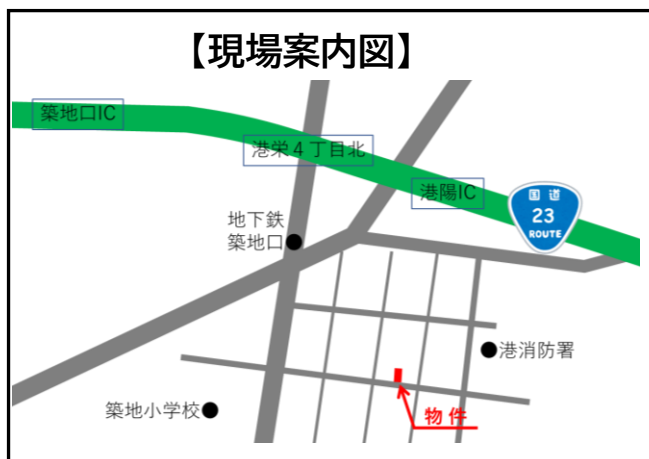 【現場案内図】
築地口IC
港栄４丁目北
港陽IC
国道
23
ROUTE
地下鉄
築地口
港消防署
築地小学校
物件